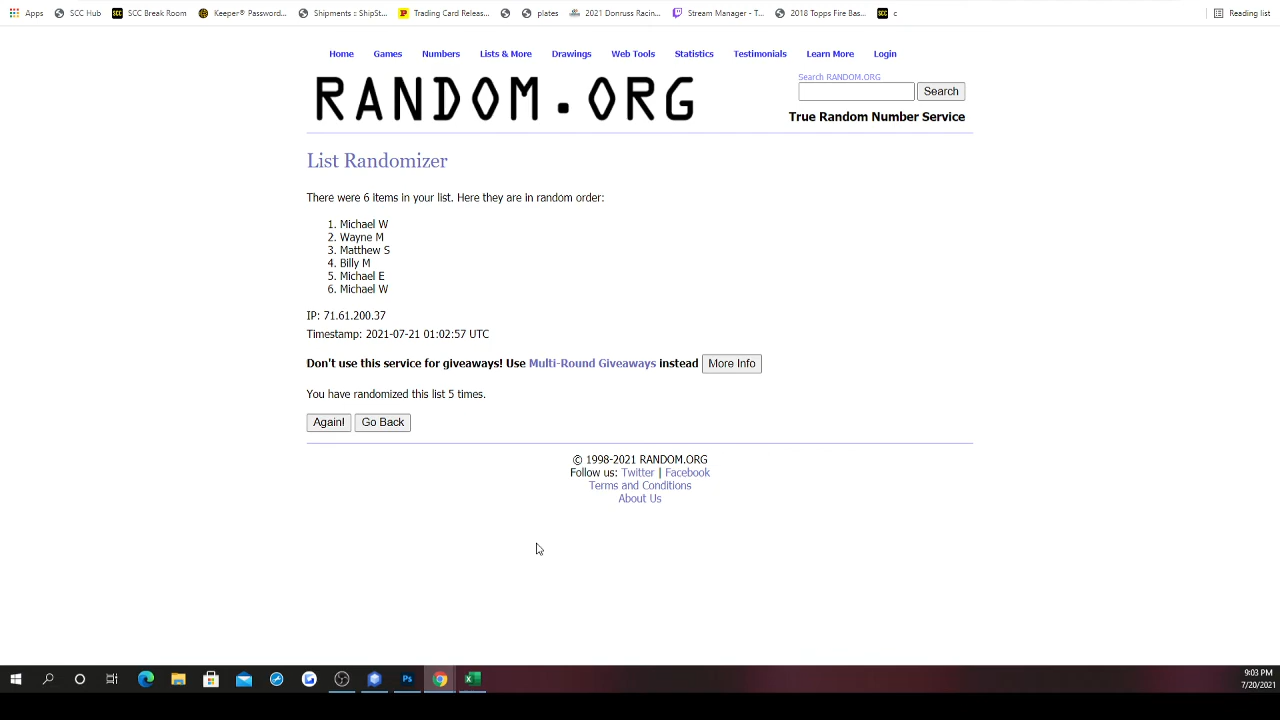 Apps SCC Hub SCC Break Room Keeper® Password... Shipments :: ShipSt... Trading Card Releas... plates 2021 Donruss Racin... Stream Manager - T... 2018 Topps Fire Bas... c Reading list
Home Games Numbers Lists & More Drawings Web Tools Statistics Testimonials Learn More Login
RANDOM.ORG
Search RANDOM.ORG
Search
True Random Number Service
List Randomizer
There were 6 items in your list. Here they are in random order:
1. Michael W
2. Wayne M
3. Matthew S
4. Billy M
5. Michael E
6. Michael W
IP: 71.61.200.37
Timestamp: 2021-07-21 01:02:57 UTC
Don't use this service for giveaways! Use Multi-Round Giveaways instead More Info
You have randomized this list 5 times.
Again! Go Back
© 1998-2021 RANDOM.ORG
Follow us: Twitter | Facebook
Terms and Conditions
About Us
9:03 PM
7/20/2021